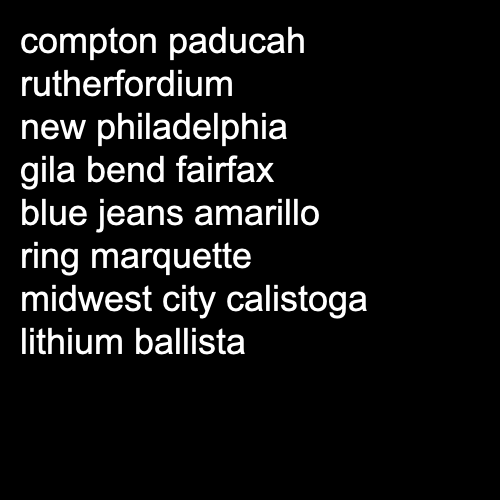 compton paducah
rutherfordium
new philadelphia
gila bend fairfax
blue jeans amarillo
ring marquette
midwest city calistoga
lithium ballista